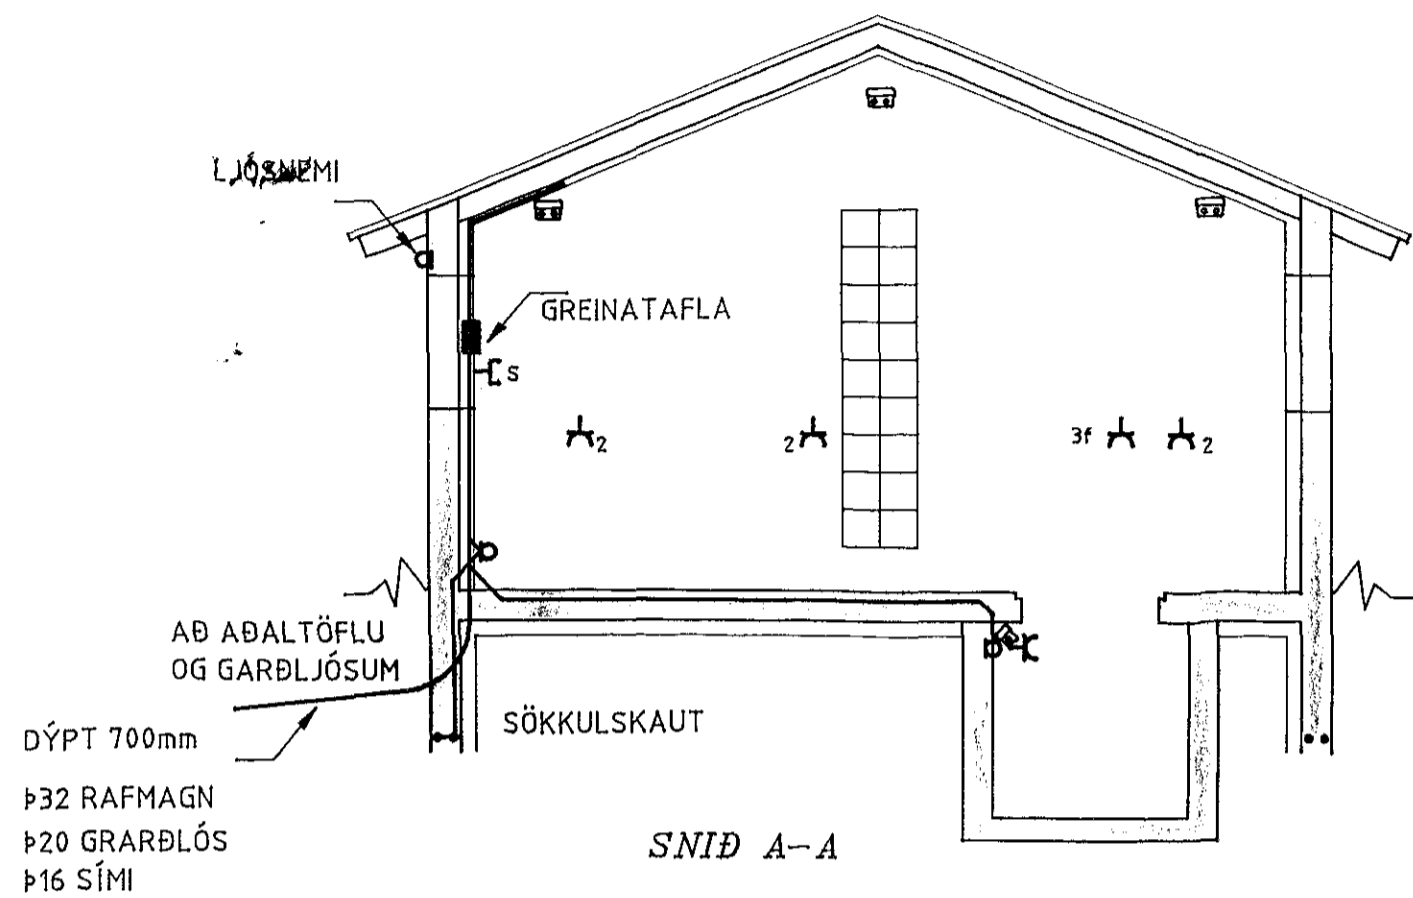 LJÓSNEMI
GREINATAFLA
S
2
2
3f
2
AÐ AÐALTÖFLU
OG GARÐLJÓSUM
DÝPT 700mm
SÖKKULSKAUT
Þ32 RAFMAGN
Þ20 GRARÐLÓS
Þ16 SÍMI
SNIÐ A-A